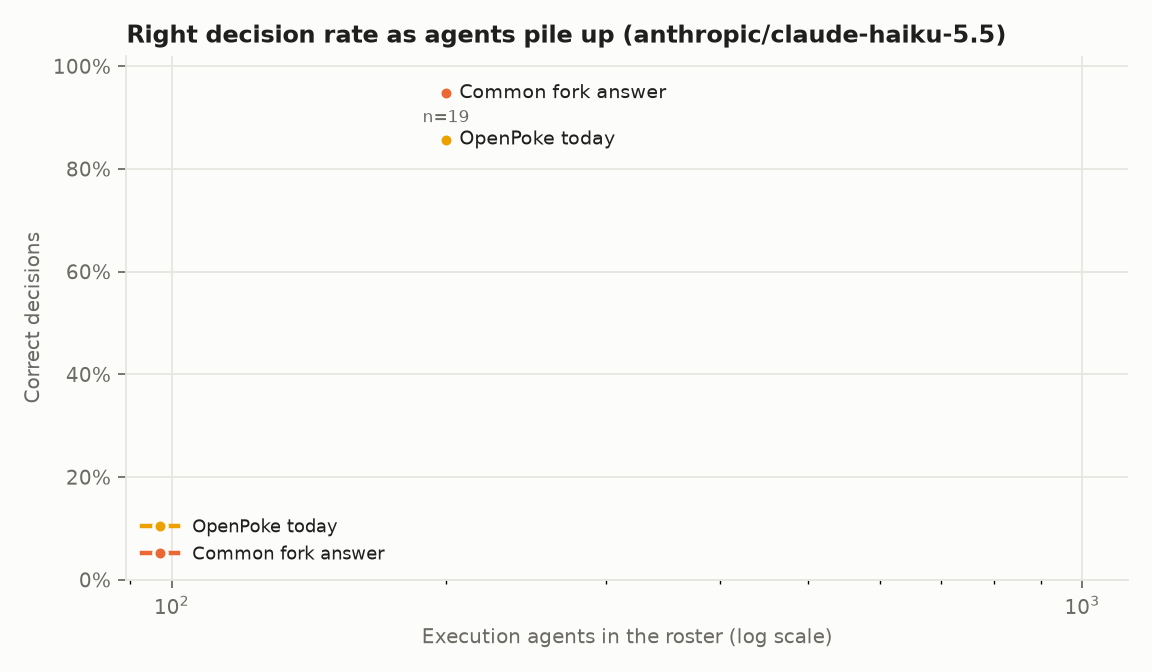 Right decision rate as agents pile up (anthropic/claude-haiku-5.5)
100%
80%
60%
40%
20%
0%
Correct decisions
Common fork answer
n=19
OpenPoke today
OpenPoke today
Common fork answer
10²
10³
Execution agents in the roster (log scale)